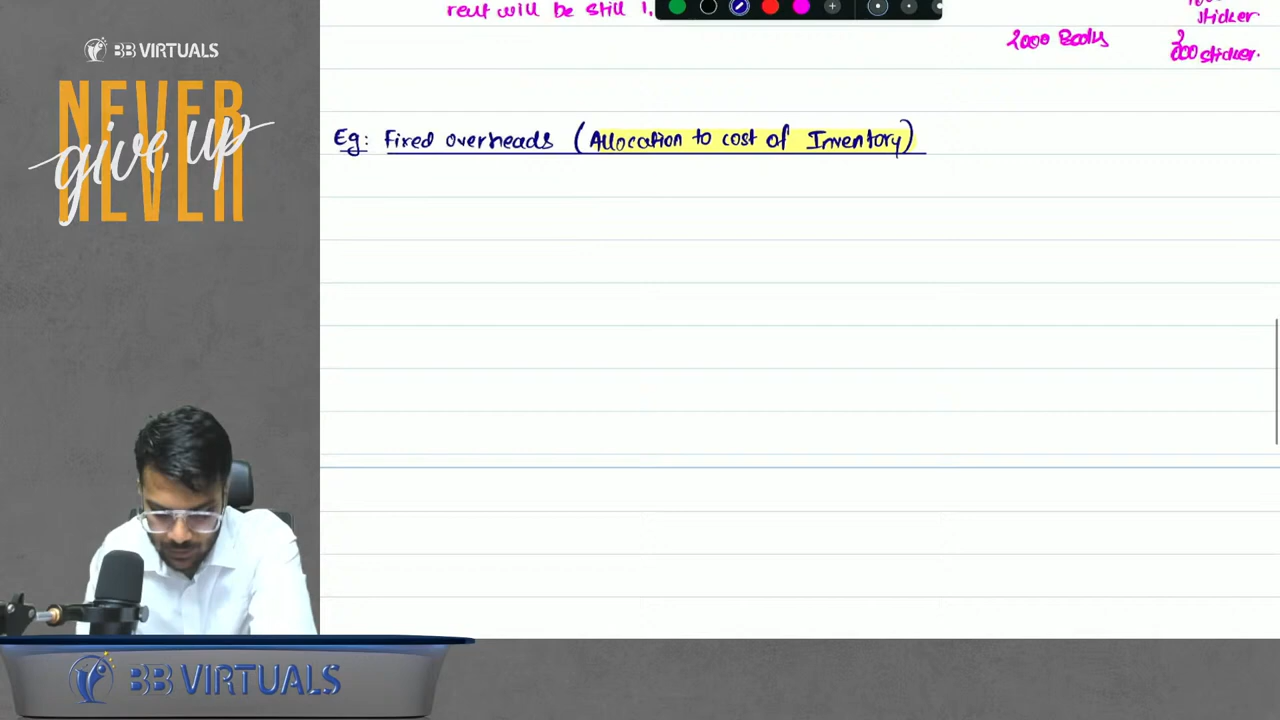 BB VIRTUALS
NEVER
give up
NEVER
rent will be still 1.
sticker
2000 Books
sticker.
Eg: Fixed overheads (Allocation to cost of Inventory)
BB VIRTUALS